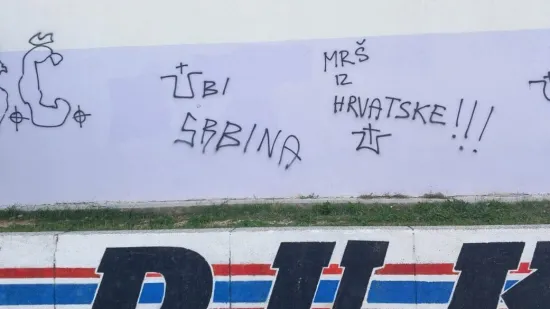 UBI
SRBINA
MRŠ
IZ
HRVATSKE!!!